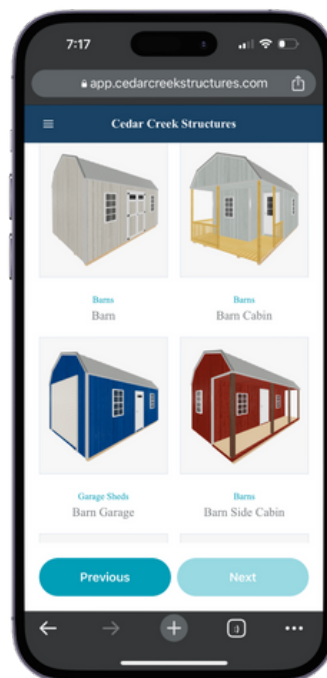 7:17
app.cedarcreekstructures.com
Cedar Creek Structures
Barns
Barn
Barns
Barn Cabin
Garage Sheds
Barn Garage
Barns
Barn Side Cabin
Previous
Next
:)